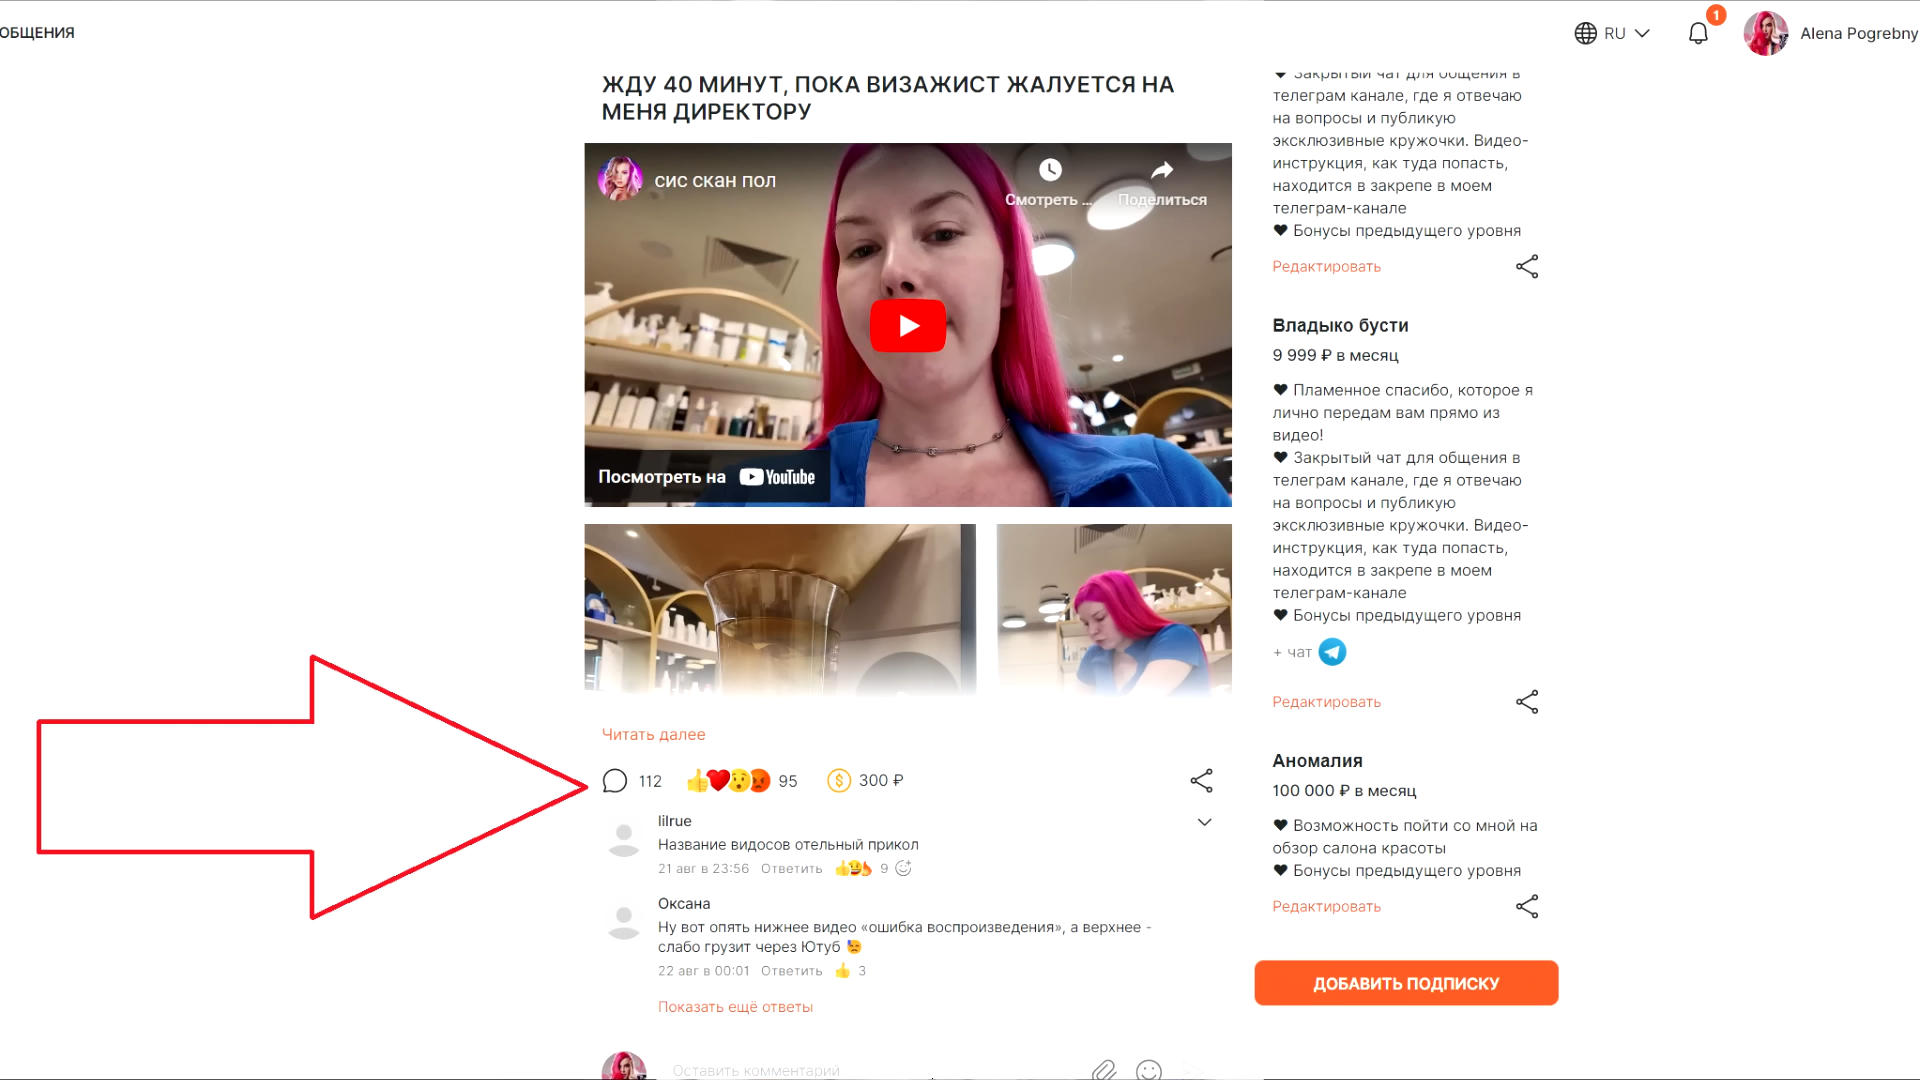 ОБЩЕНИЯ
RU
1
Alena Pogrebny
ЖДУ 40 МИНУТ, ПОКА ВИЗАЖИСТ ЖАЛУЕТСЯ НА
МЕНЯ ДИРЕКТОРУ
сис скан пол
Смотреть ...
Поделиться
Посмотреть на YouTube
Читать далее
112
95
300 ₽
lilrue
Название видосов отельный прикол
21 авг в 23:56 Ответить 9
Оксана
Ну вот опять нижнее видео «ошибка воспроизведения», а верхнее -
слабо грузит через Ютуб
22 авг в 00:01 Ответить 3
Показать ещё ответы
Оставить комментарий
❤ Закрытый чат для общения в
телеграм канале, где я отвечаю
на вопросы и публикую
эксклюзивные кружочки. Видео-
инструкция, как туда попасть,
находится в закрепе в моем
телеграм-канале
❤ Бонусы предыдущего уровня
Редактировать
Владыко бусти
9 999 ₽ в месяц
❤ Пламенное спасибо, которое я
лично передам вам прямо из
видео!
❤ Закрытый чат для общения в
телеграм канале, где я отвечаю
на вопросы и публикую
эксклюзивные кружочки. Видео-
инструкция, как туда попасть,
находится в закрепе в моем
телеграм-канале
❤ Бонусы предыдущего уровня
+ чат
Редактировать
Аномалия
100 000 ₽ в месяц
❤ Возможность пойти со мной на
обзор салона красоты
❤ Бонусы предыдущего уровня
Редактировать
ДОБАВИТЬ ПОДПИСКУ